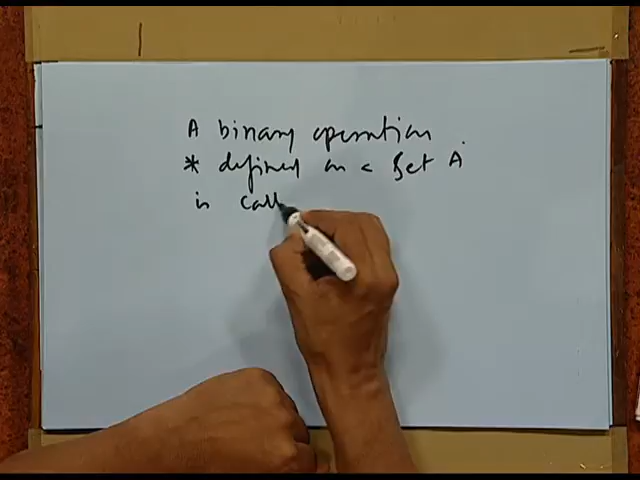 A binary operation
* defined on a set A
is call